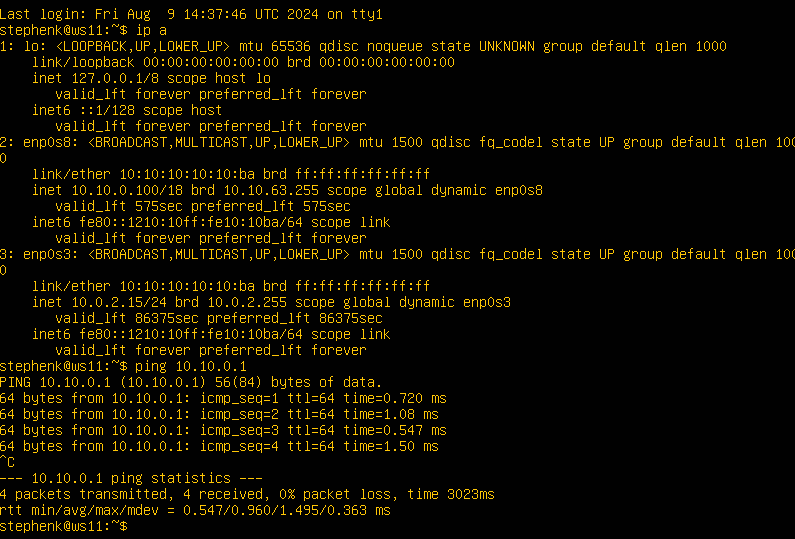 Last login: Fri Aug  9 14:37:46 UTC 2024 on tty1
stephenk@ws11:~$ ip a
1: lo: <LOOPBACK,UP,LOWER_UP> mtu 65536 qdisc noqueue state UNKNOWN group default qlen 1000
    link/loopback 00:00:00:00:00:00 brd 00:00:00:00:00:00
    inet 127.0.0.1/8 scope host lo
       valid_lft forever preferred_lft forever
    inet6 ::1/128 scope host
       valid_lft forever preferred_lft forever
2: enp0s8: <BROADCAST,MULTICAST,UP,LOWER_UP> mtu 1500 qdisc fq_codel state UP group default qlen 100
0
    link/ether 10:10:10:10:10:ba brd ff:ff:ff:ff:ff:ff
    inet 10.10.0.100/18 brd 10.10.63.255 scope global dynamic enp0s8
       valid_lft 575sec preferred_lft 575sec
    inet6 fe80::1210:10ff:fe10:10ba/64 scope link
       valid_lft forever preferred_lft forever
3: enp0s3: <BROADCAST,MULTICAST,UP,LOWER_UP> mtu 1500 qdisc fq_codel state UP group default qlen 100
0
    link/ether 10:10:10:10:10:ba brd ff:ff:ff:ff:ff:ff
    inet 10.0.2.15/24 brd 10.0.2.255 scope global dynamic enp0s3
       valid_lft 86375sec preferred_lft 86375sec
    inet6 fe80::1210:10ff:fe10:10ba/64 scope link
       valid_lft forever preferred_lft forever
stephenk@ws11:~$ ping 10.10.0.1
PING 10.10.0.1 (10.10.0.1) 56(84) bytes of data.
64 bytes from 10.10.0.1: icmp_seq=1 ttl=64 time=0.720 ms
64 bytes from 10.10.0.1: icmp_seq=2 ttl=64 time=1.08 ms
64 bytes from 10.10.0.1: icmp_seq=3 ttl=64 time=0.547 ms
64 bytes from 10.10.0.1: icmp_seq=4 ttl=64 time=1.50 ms
^C
--- 10.10.0.1 ping statistics ---
4 packets transmitted, 4 received, 0% packet loss, time 3023ms
rtt min/avg/max/mdev = 0.547/0.960/1.495/0.363 ms
stephenk@ws11:~$